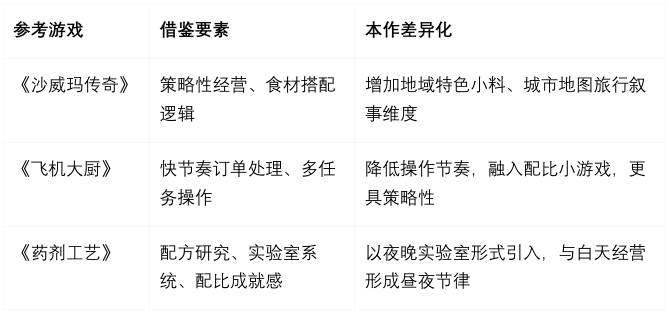 参考游戏 借鉴要素 本作差异化
《沙威玛传奇》 策略性经营、食材搭配 增加地域特色小料、城市地图旅行叙
逻辑 事维度
《飞机大厨》 快节奏订单处理、多任 降低操作节奏，融入配比小游戏，更
务操作 具策略性
《药剂工艺》 配方研究、实验室系 以夜晚实验室形式引入，与白天经营
统、配比成就感 形成昼夜节律